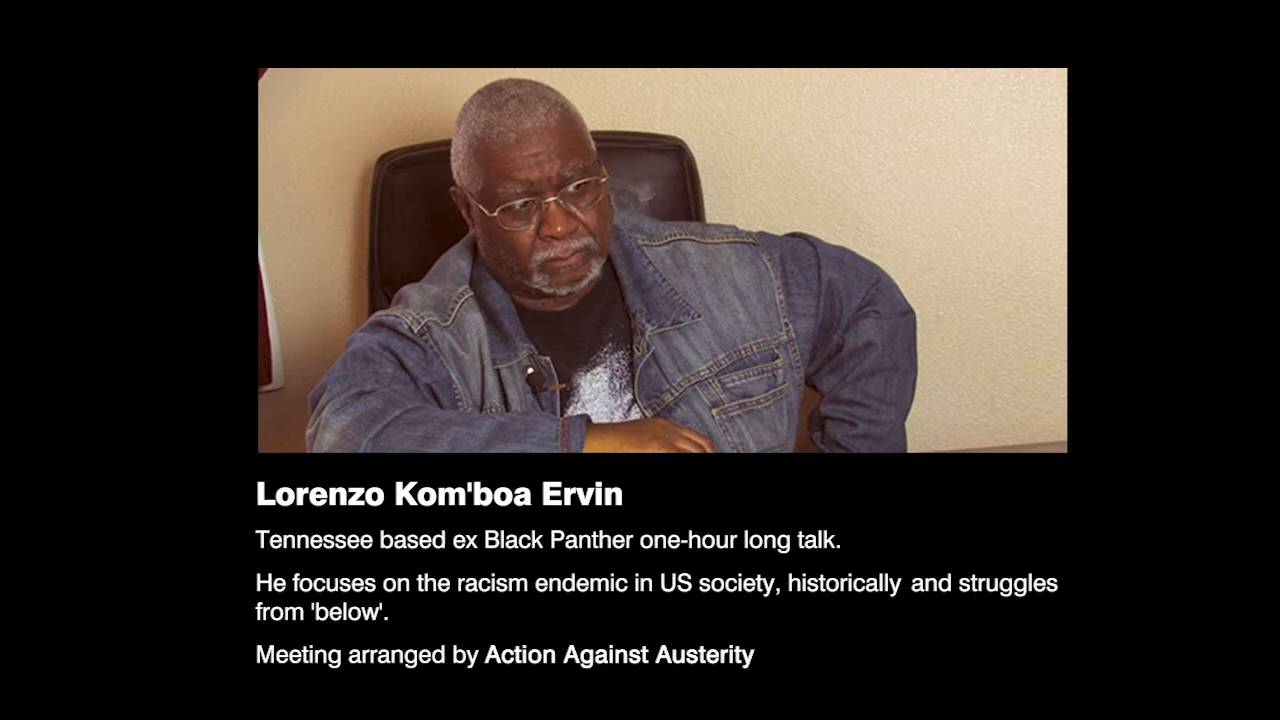 Lorenzo Kom'boa Ervin
Tennessee based ex Black Panther one-hour long talk.
He focuses on the racism endemic in US society, historically and struggles
from 'below'.
Meeting arranged by Action Against Austerity